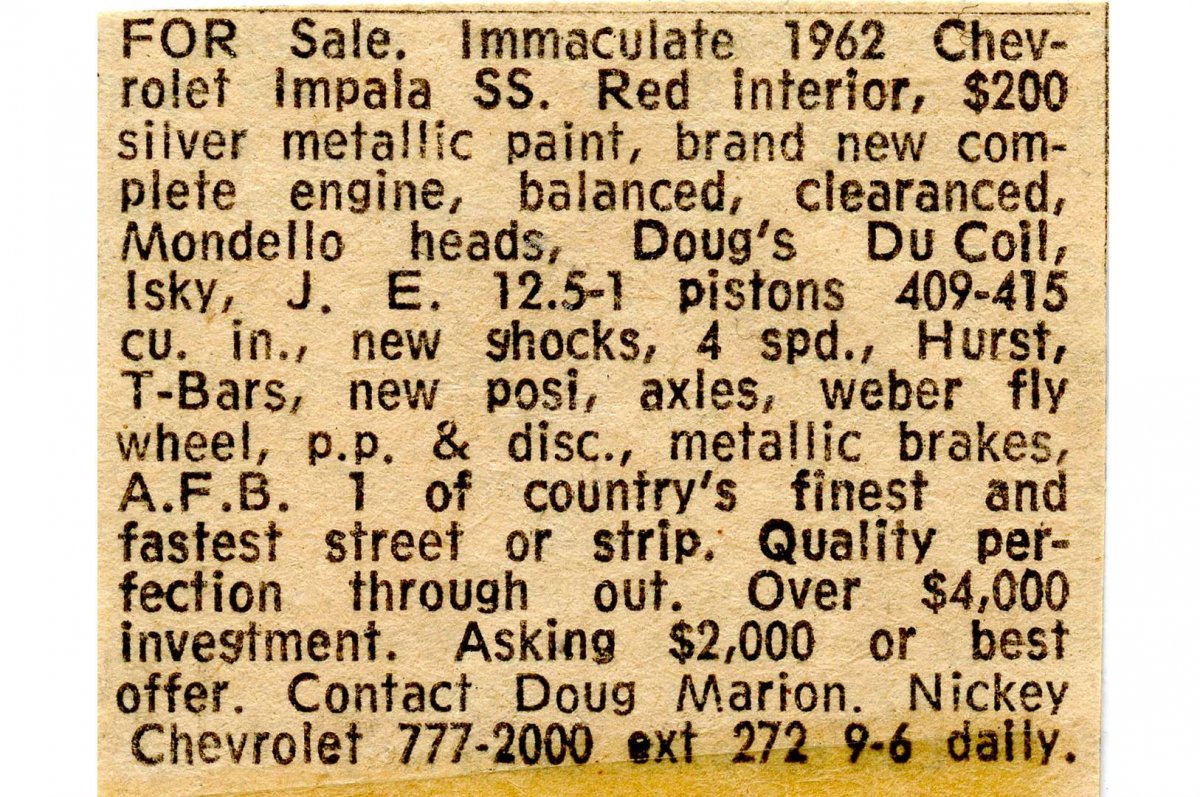 FOR Sale. Immaculate 1962 Chev-
rolet Impala SS. Red interior, $200
silver metallic paint, brand new com-
plete engine, balanced, clearanced,
Mondello heads, Doug's Du Coil,
Isky, J. E. 12.5-1 pistons 409-415
cu. in., new shocks, 4 spd., Hurst,
T-Bars, new posi, axles, weber fly
wheel, p.p. & disc., metallic brakes,
A.F.B. 1 of country's finest and
fastest street or strip. Quality per-
fection through out. Over $4,000
investment. Asking $2,000 or best
offer. Contact Doug Marion. Nickey
Chevrolet 777-2000 ext 272 9-6 daily.